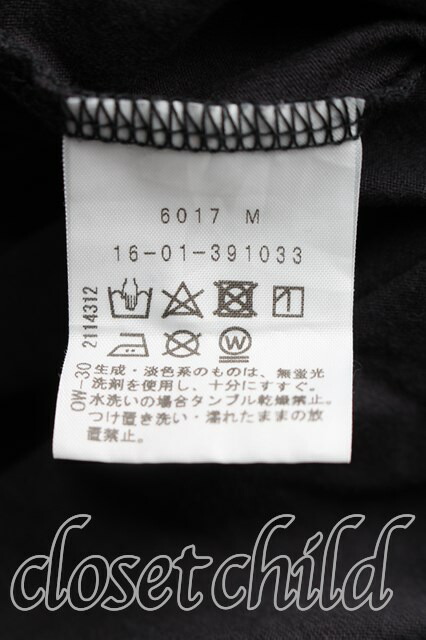 6017 M
16-01-391033
2114312
OW-30
生成・淡色系のものは、無蛍光
洗剤を使用し、十分にすすぐ。
水洗いの場合タンブル乾燥禁止。
つけ置き洗い・濡れたままの放
置禁止。
closet child